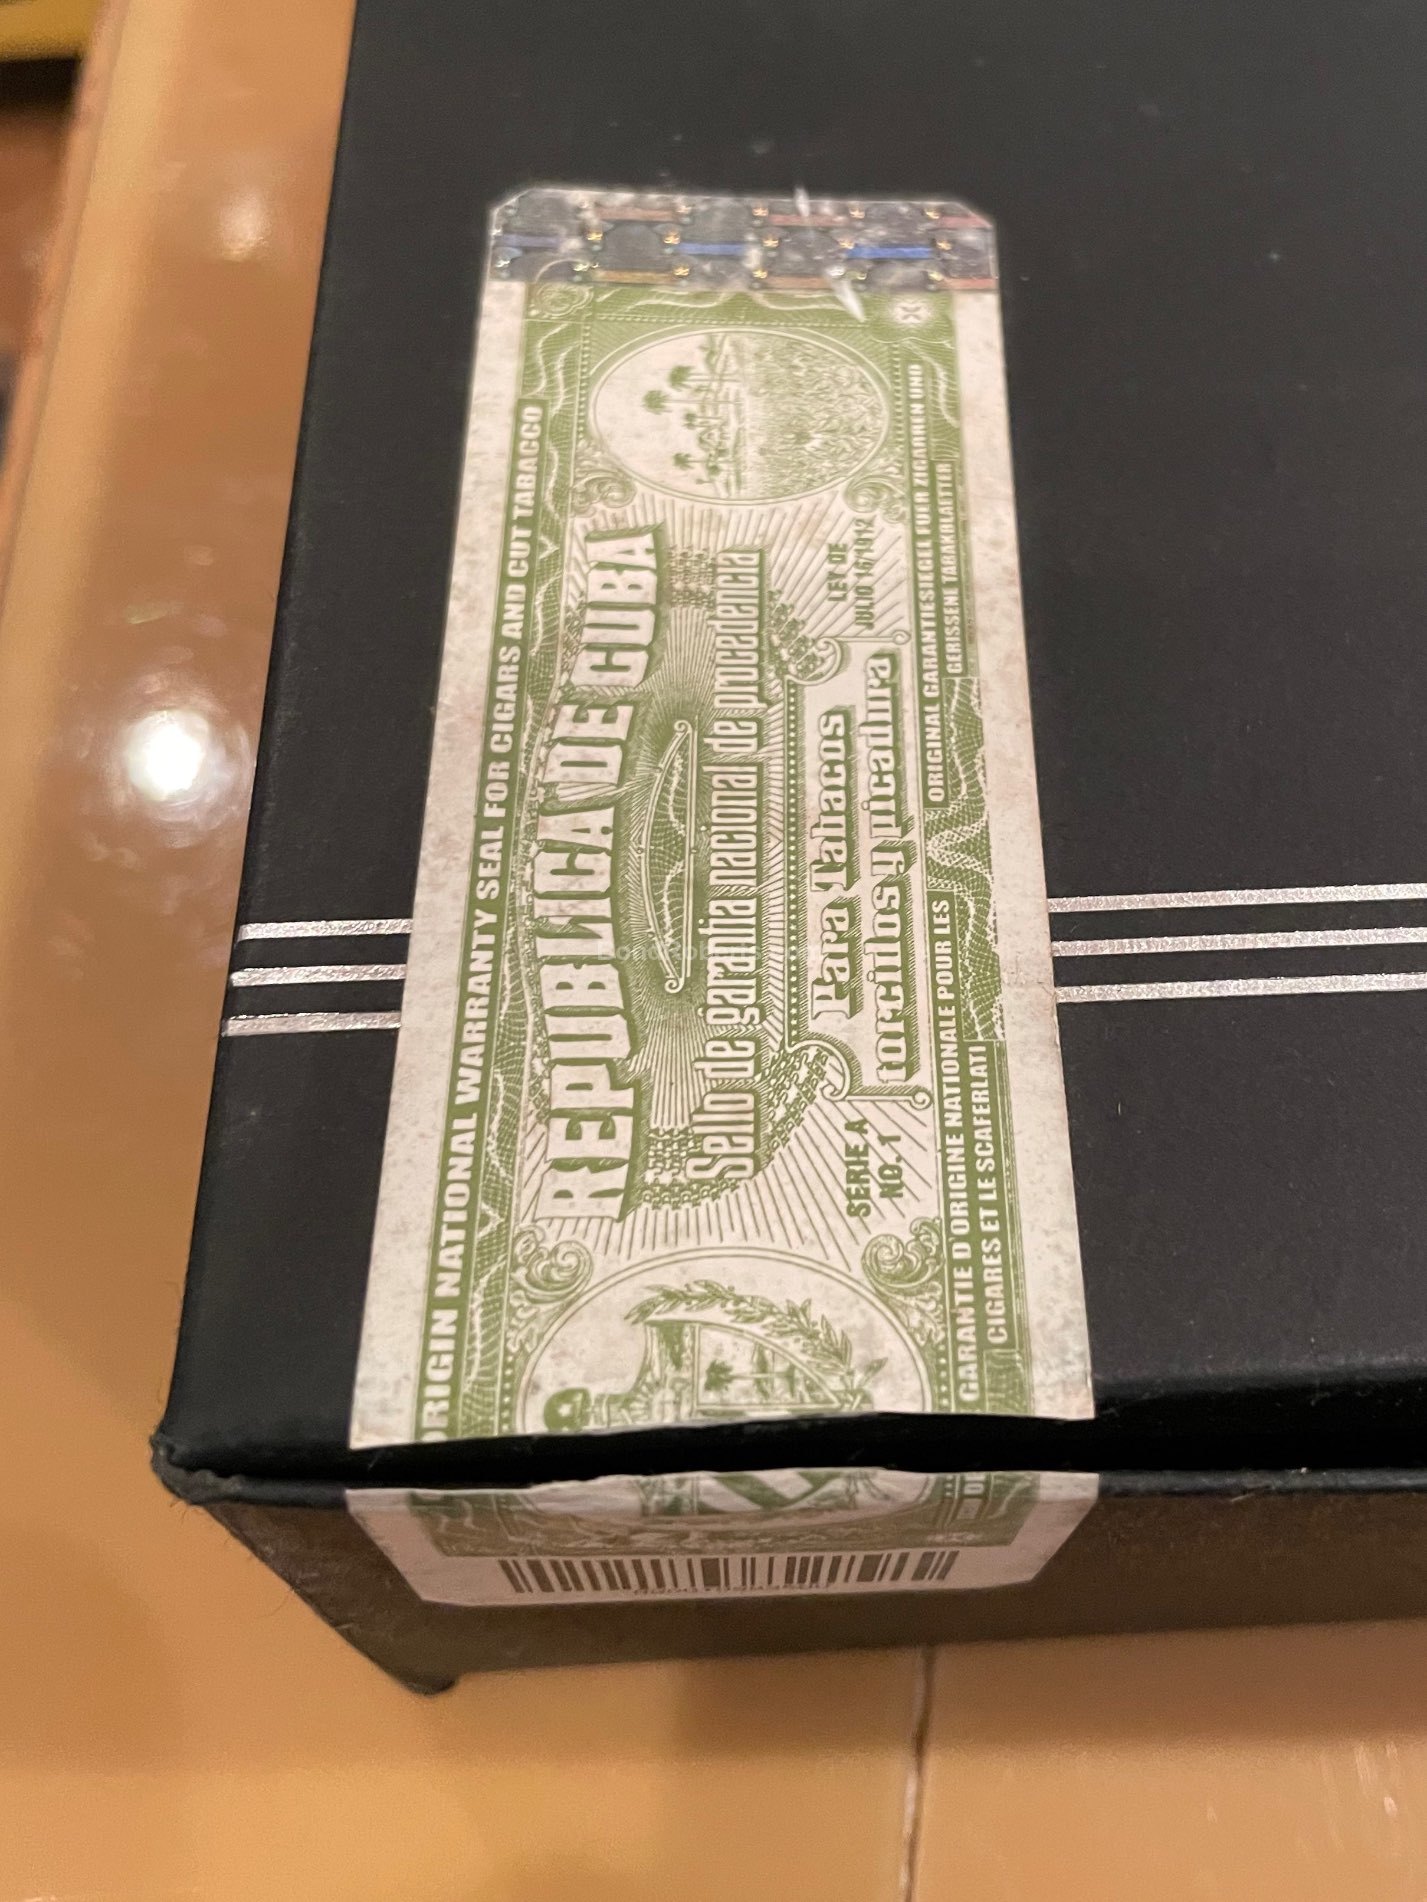 ORIGIN NATIONAL WARRANTY SEAL FOR CIGARS AND CUT TABACCO
REPUBLICA DE CUBA
Sello de garantia nacional de procedencia
Para Tabacos
torcidos y picadura
SERIE A
NO. 1
LEY DE
JULIO 16/1912
GARANTIE D'ORIGINE NATIONALE POUR LES
CIGARES ET LE SCAFERLATI
ORIGINAL GARANTIESIEGEL FUER ZIGARREN UND
GERISSENE TABAKBLAETTER